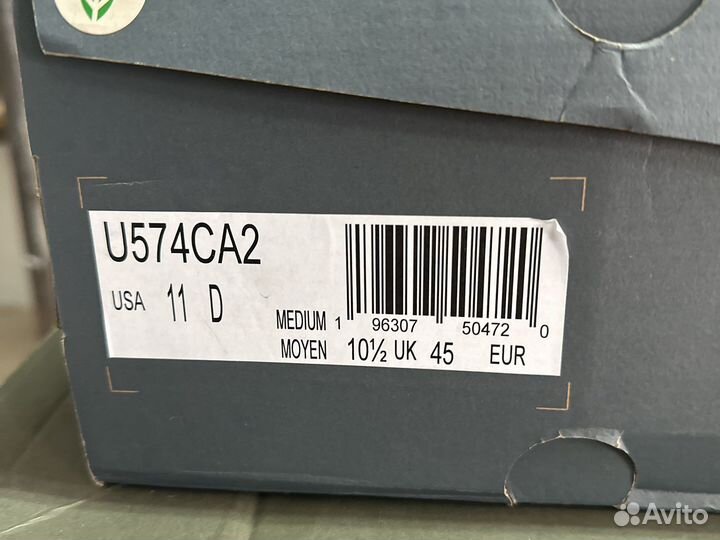 U574CA2
USA 11 D
MEDIUM 1 96307 50472 0
MOYEN 10½ UK 45 EUR
Avito